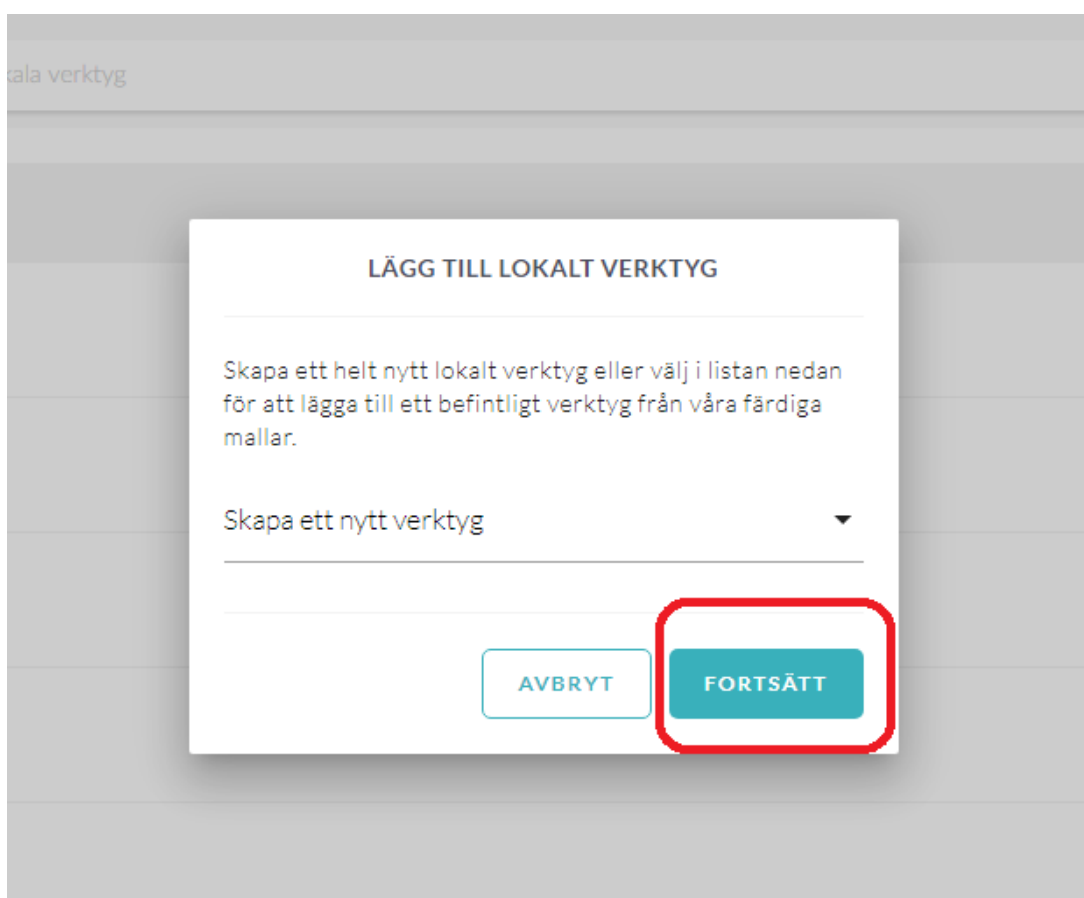 verktyg
LÄGG TILL LOKALT VERKTYG
Skapa ett helt nytt lokalt verktyg eller välj i listan nedan
för att lägga till ett befintligt verktyg från våra färdiga
mallar.
Skapa ett nytt verktyg
AVBRYT
FORTSÄTT